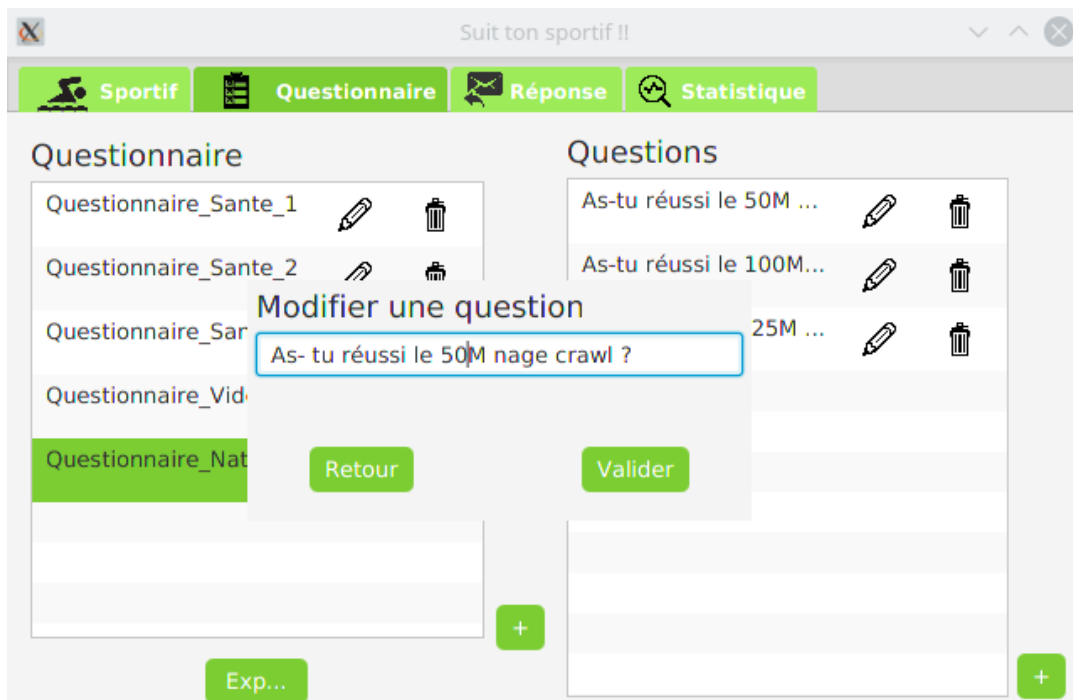 Suit ton sportif !!
Sportif
Questionnaire
Réponse
Statistique
Questionnaire
Questionnaire_Sante_1
Questionnaire_Sante_2
Questionnaire_San
Questionnaire_Vid
Questionnaire_Nat
+
Exp...
Questions
As-tu réussi le 50M ...
As-tu réussi le 100M...
25M ...
+
Modifier une question
As- tu réussi le 50M nage crawl ?
Retour
Valider